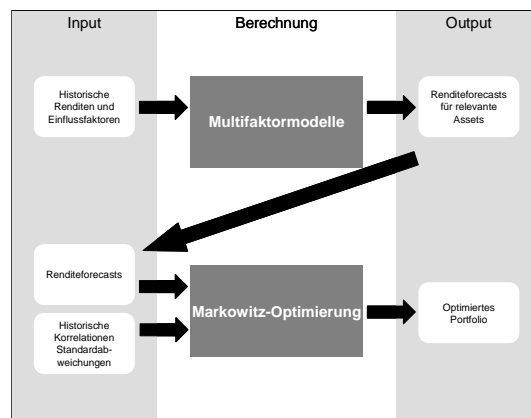 Input
Berechnung
Output
Historische
Renditen und
Einflussfaktoren
Multifaktormodelle
Renditeforecasts
für relevante
Assets
Renditeforecasts
Historische
Korrelationen
Standardab-
weichungen
Markowitz-Optimierung
Optimiertes
Portfolio